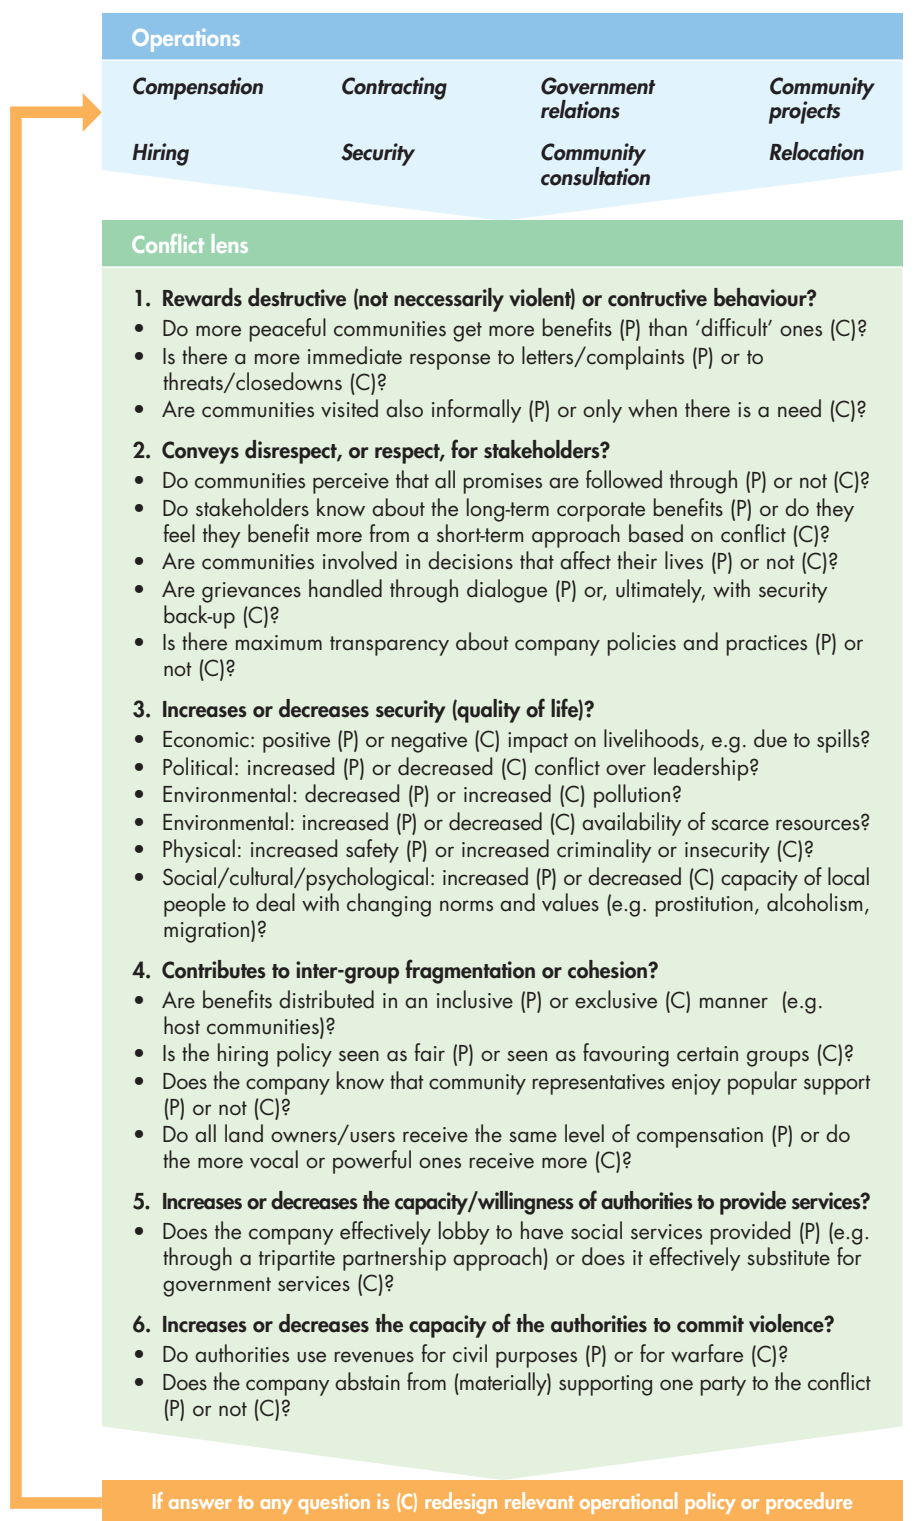 Operations
Compensation Contracting Government relations Community projects
Hiring Security Community consultation Relocation
Conflict lens
1. Rewards destructive (not neccessarily violent) or contructive behaviour?
• Do more peaceful communities get more benefits (P) than ‘difficult’ ones (C)?
• Is there a more immediate response to letters/complaints (P) or to
threats/closedowns (C)?
• Are communities visited also informally (P) or only when there is a need (C)?
2. Conveys disrespect, or respect, for stakeholders?
• Do communities perceive that all promises are followed through (P) or not (C)?
• Do stakeholders know about the long-term corporate benefits (P) or do they
feel they benefit more from a short-term approach based on conflict (C)?
• Are communities involved in decisions that affect their lives (P) or not (C)?
• Are grievances handled through dialogue (P) or, ultimately, with security
back-up (C)?
• Is there maximum transparency about company policies and practices (P) or
not (C)?
3. Increases or decreases security (quality of life)?
• Economic: positive (P) or negative (C) impact on livelihoods, e.g. due to spills?
• Political: increased (P) or decreased (C) conflict over leadership?
• Environmental: decreased (P) or increased (C) pollution?
• Environmental: increased (P) or decreased (C) availability of scarce resources?
• Physical: increased safety (P) or increased criminality or insecurity (C)?
• Social/cultural/psychological: increased (P) or decreased (C) capacity of local
people to deal with changing norms and values (e.g. prostitution, alcoholism,
migration)?
4. Contributes to inter-group fragmentation or cohesion?
• Are benefits distributed in an inclusive (P) or exclusive (C) manner (e.g.
host communities)?
• Is the hiring policy seen as fair (P) or seen as favouring certain groups (C)?
• Does the company know that community representatives enjoy popular support
(P) or not (C)?
• Do all land owners/users receive the same level of compensation (P) or do
the more vocal or powerful ones receive more (C)?
5. Increases or decreases the capacity/willingness of authorities to provide services?
• Does the company effectively lobby to have social services provided (P) (e.g.
through a tripartite partnership approach) or does it effectively substitute for
government services (C)?
6. Increases or decreases the capacity of the authorities to commit violence?
• Do authorities use revenues for civil purposes (P) or for warfare (C)?
• Does the company abstain from (materially) supporting one party to the conflict
(P) or not (C)?
If answer to any question is (C) redesign relevant operational policy or procedure